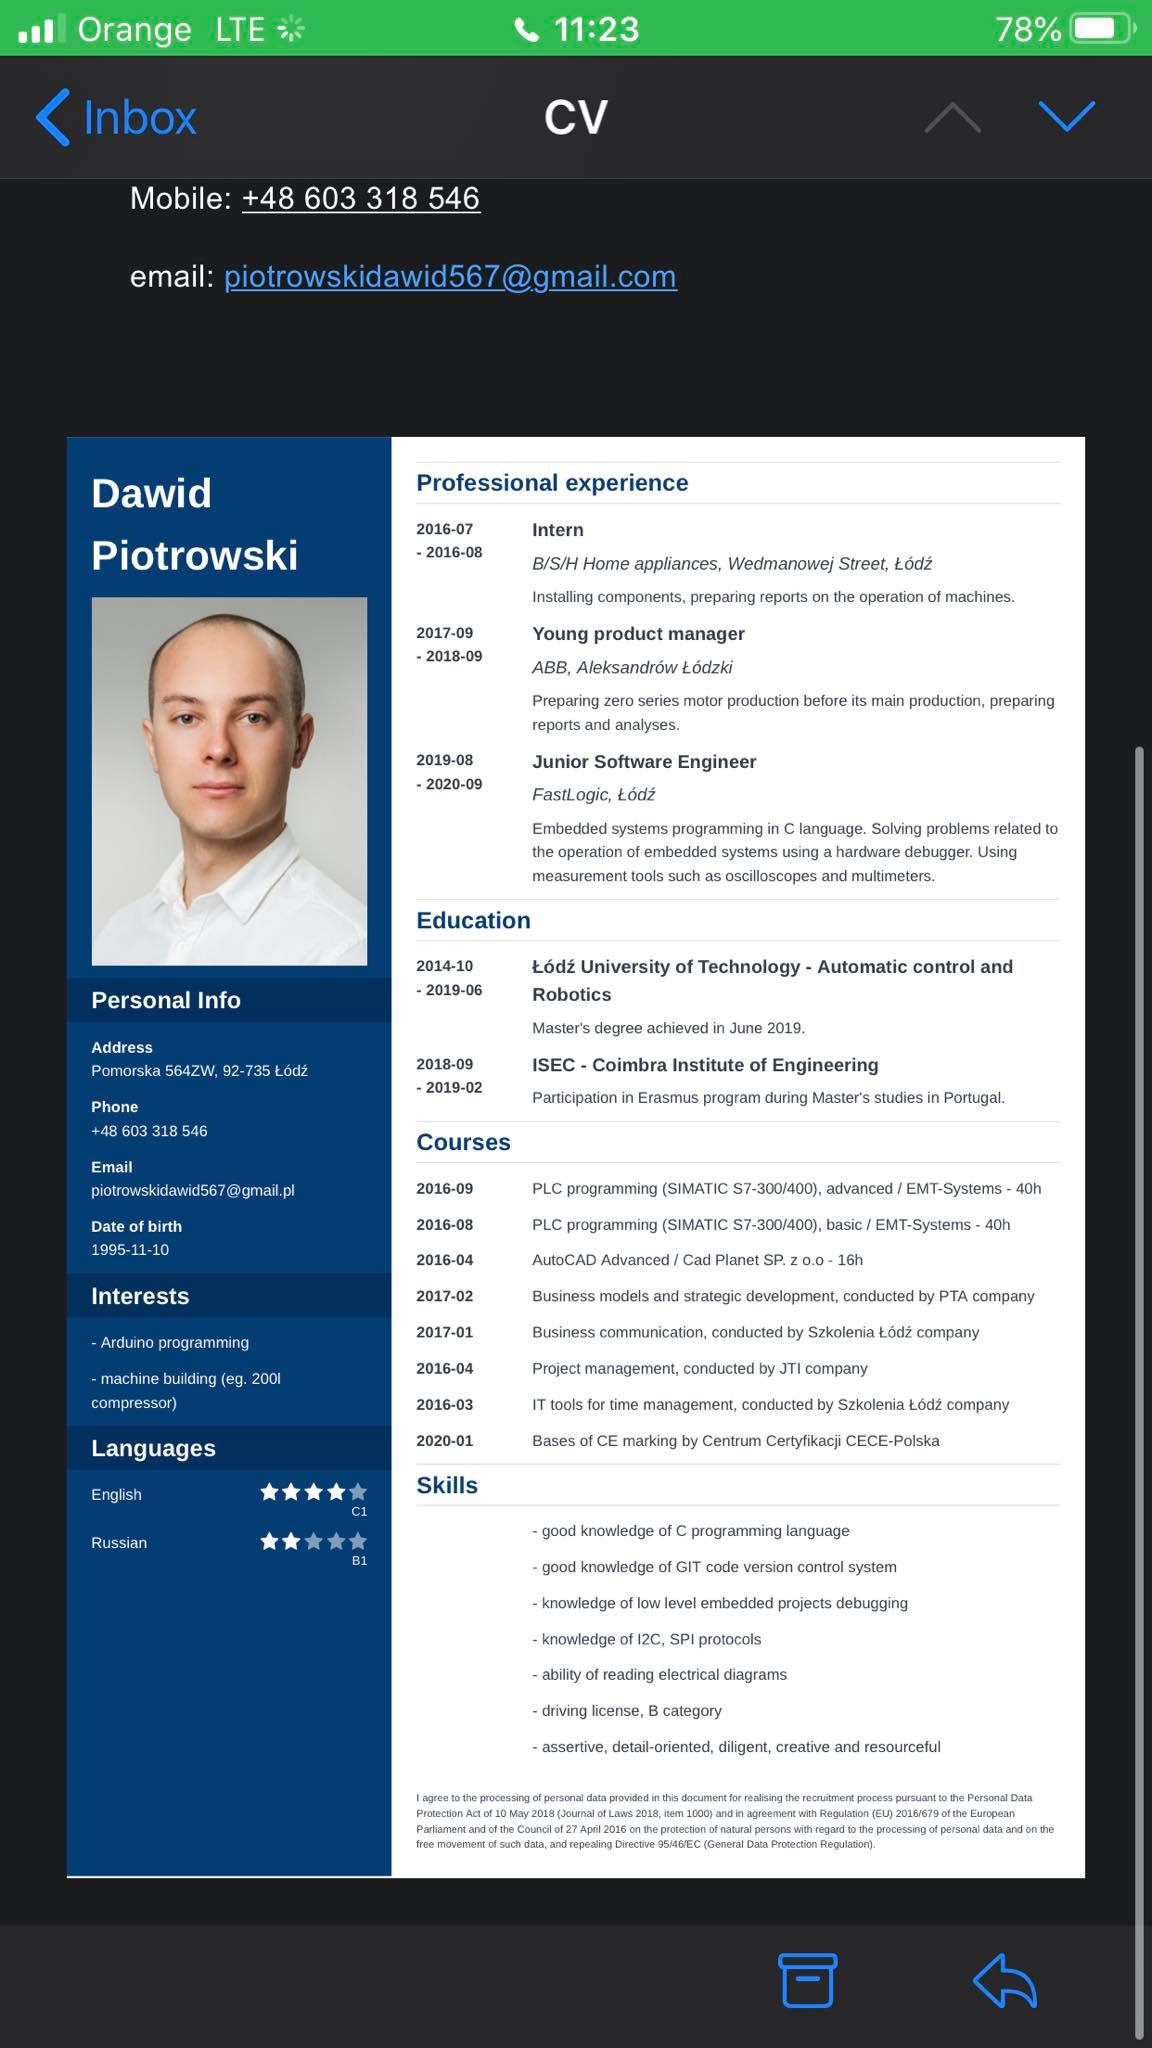 Orange LTE 11:23 78%
Inbox CV
Mobile: +48 603 318 546
email: piotrowskidawid567@gmail.com
Dawid
Piotrowski
Personal Info
Address
Pomorska 564ZW, 92-735 Łódź
Phone
+48 603 318 546
Email
piotrowskidawid567@gmail.pl
Date of birth
1995-11-10
Interests
- Arduino programming
- machine building (eg. 200l
compressor)
Languages
English
C1
Russian
B1
Professional experience
2016-07 Intern
- 2016-08
B/S/H Home appliances, Wedmanowej Street, Łódź
Installing components, preparing reports on the operation of machines.
2017-09 Young product manager
- 2018-09
ABB, Aleksandrów Łódzki
Preparing zero series motor production before its main production, preparing
reports and analyses.
2019-08 Junior Software Engineer
- 2020-09
FastLogic, Łódź
Embedded systems programming in C language. Solving problems related to
the operation of embedded systems using a hardware debugger. Using
measurement tools such as oscilloscopes and multimeters.
Education
2014-10 Łódź University of Technology - Automatic control and
- 2019-06 Robotics
Master's degree achieved in June 2019.
2018-09 ISEC - Coimbra Institute of Engineering
- 2019-02
Participation in Erasmus program during Master's studies in Portugal.
Courses
2016-09 PLC programming (SIMATIC S7-300/400), advanced / EMT-Systems - 40h
2016-08 PLC programming (SIMATIC S7-300/400), basic / EMT-Systems - 40h
2016-04 AutoCAD Advanced / Cad Planet SP. z o.o - 16h
2017-02 Business models and strategic development, conducted by PTA company
2017-01 Business communication, conducted by Szkolenia Łódź company
2016-04 Project management, conducted by JTI company
2016-03 IT tools for time management, conducted by Szkolenia Łódź company
2020-01 Bases of CE marking by Centrum Certyfikacji CECE-Polska
Skills
- good knowledge of C programming language
- good knowledge of GIT code version control system
- knowledge of low level embedded projects debugging
- knowledge of I2C, SPI protocols
- ability of reading electrical diagrams
- driving license, B category
- assertive, detail-oriented, diligent, creative and resourceful
I agree to the processing of personal data provided in this document for realising the recruitment process pursuant to the Personal Data
Protection Act of 10 May 2018 (Journal of Laws 2018, item 1000) and in agreement with Regulation (EU) 2016/679 of the European
Parliament and of the Council of 27 April 2016 on the protection of natural persons with regard to the processing of personal data and on the
free movement of such data, and repealing Directive 95/46/EC (General Data Protection Regulation).